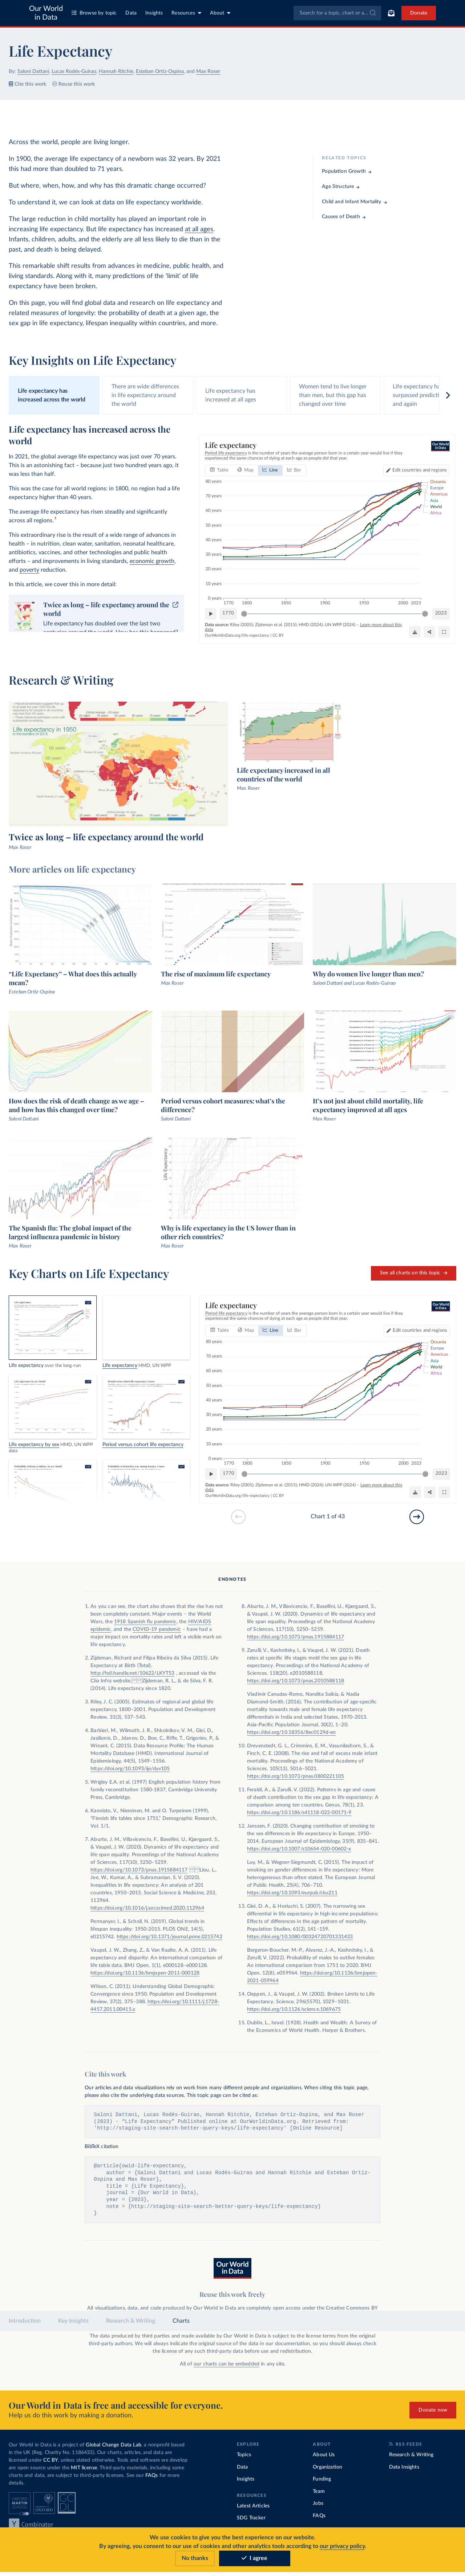 Our World in Data
Browse by topic
Data
Insights
Resources
About
Search for a topic, chart or a...
Donate
Life Expectancy
By: Saloni Dattani, Lucas Rodés-Guirao, Hannah Ritchie, Esteban Ortiz-Ospina, and Max Roser
Cite this work
Reuse this work
Across the world, people are living longer.
In 1900, the average life expectancy of a newborn was 32 years. By 2021
this had more than doubled to 71 years.
But where, when, how, and why has this dramatic change occurred?
To understand it, we can look at data on life expectancy worldwide.
The large reduction in child mortality has played an important role in
increasing life expectancy. But life expectancy has increased at all ages.
Infants, children, adults, and the elderly are all less likely to die than in the
past, and death is being delayed.
This remarkable shift results from advances in medicine, public health, and
living standards. Along with it, many predictions of the 'limit' of life
expectancy have been broken.
On this page, you will find global data and research on life expectancy and
related measures of longevity: the probability of death at a given age, the
sex gap in life expectancy, lifespan inequality within countries, and more.
RELATED TOPICS
Population Growth
Age Structure
Child and Infant Mortality
Causes of Death
Key Insights on Life Expectancy
Life expectancy has
increased across the world
There are wide differences
in life expectancy around
the world
Life expectancy has
increased at all ages
Women tend to live longer
than men, but this gap has
changed over time
Life expectancy ha
surpassed predicti
and again
Life expectancy has increased across the
world
In 2021, the global average life expectancy was just over 70 years.
This is an astonishing fact – because just two hundred years ago, it
was less than half.
This was the case for all world regions: in 1800, no region had a life
expectancy higher than 40 years.
The average life expectancy has risen steadily and significantly
across all regions.
This extraordinary rise is the result of a wide range of advances in
health – in nutrition, clean water, sanitation, neonatal healthcare,
antibiotics, vaccines, and other technologies and public health
efforts – and improvements in living standards, economic growth,
and poverty reduction.
In this article, we cover this in more detail:
Twice as long – life expectancy around the
world
Life expectancy has doubled over the last two
centuries around the world. How has this happened?
Life expectancy
Our World in Data
Period life expectancy is the number of years the average person born in a certain year would live if they
experienced the same chances of dying at each age as people did that year.
Table
Map
Line
Bar
Edit countries and regions
80 years
70 years
60 years
50 years
40 years
30 years
20 years
10 years
0 years
1770
1800
1850
1900
1950
2000
2023
Oceania
Europe
Americas
Asia
World
Africa
1770
2023
Data source: Riley (2005); Zijdeman et al. (2015); HMD (2024); UN WPP (2024) – Learn more about this
data
OurWorldinData.org/life-expectancy | CC BY
Research & Writing
Life expectancy in 1950
Twice as long – life expectancy around the world
Max Roser
Life expectancy increased in all
countries of the world
Max Roser
More articles on life expectancy
"Life Expectancy" – What does this actually
mean?
Esteban Ortiz-Ospina
The rise of maximum life expectancy
Max Roser
Why do women live longer than men?
Saloni Dattani and Lucas Rodés-Guirao
How does the risk of death change as we age –
and how has this changed over time?
Saloni Dattani
Period versus cohort measures: what's the
difference?
Saloni Dattani
It's not just about child mortality, life
expectancy improved at all ages
Max Roser
The Spanish flu: The global impact of the
largest influenza pandemic in history
Max Roser
Life Expectancy
Why is life expectancy in the US lower than in
other rich countries?
Max Roser
Key Charts on Life Expectancy
See all charts on this topic
Life expectancy over the long-run
Life expectancy HMD, UN WPP
Life expectancy by sex HMD, UN WPP
data
Period versus cohort life expectancy
Life expectancy
Our World in Data
Period life expectancy is the number of years the average person born in a certain year would live if they
experienced the same chances of dying at each age as people did that year.
Table
Map
Line
Bar
Edit countries and regions
80 years
70 years
60 years
50 years
40 years
30 years
20 years
10 years
0 years
1770
1800
1850
1900
1950
2000
2023
Oceania
Europe
Americas
Asia
World
Africa
1770
2023
Data source: Riley (2005); Zijdeman et al. (2015); HMD (2024); UN WPP (2024) – Learn more about this
data
OurWorldinData.org/life-expectancy | CC BY
Chart 1 of 43
ENDNOTES
1. As you can see, the chart also shows that the rise has not
been completely constant. Major events – the World
Wars, the 1918 Spanish flu pandemic, the HIV/AIDS
epidemic, and the COVID-19 pandemic – have had a
major impact on mortality rates and left a visible mark on
life expectancy.
2. Zijdeman, Richard and Filipa Ribeira da Silva (2015). Life
Expectancy at Birth (Total).
http://hdl.handle.net/10622/LKYT53 , accessed via the
Clio Infra website. Zijdeman, R. L., & de Silva, F. R.
(2014). Life expectancy since 1820.
3. Riley, J. C. (2005). Estimates of regional and global life
expectancy, 1800–2001. Population and Development
Review, 31(3), 537–543.
4. Barbieri, M., Wilmoth, J. R., Shkolnikov, V. M., Glei, D.,
Jasilionis, D., Jdanov, D., Boe, C., Riffe, T., Grigoriev, P., &
Winant, C. (2015). Data Resource Profile: The Human
Mortality Database (HMD). International Journal of
Epidemiology, 44(5), 1549–1556.
https://doi.org/10.1093/ije/dyv105
5. Wrigley E.A. et al. (1997) English population history from
family reconstitution 1580-1837, Cambridge University
Press, Cambridge.
6. Kannisto, V., Nieminen, M. and O. Turpeinen (1999).
"Finnish life tables since 1751," Demographic Research,
Vol. 1/1.
7. Aburto, J. M., Villavicencio, F., Basellini, U., Kjærgaard, S.,
& Vaupel, J. W. (2020). Dynamics of life expectancy and
life span equality. Proceedings of the National Academy
of Sciences, 117(10), 5250–5259.
https://doi.org/10.1073/pnas.1915884117 Liou, L.,
Joe, W., Kumar, A., & Subramanian, S. V. (2020).
Inequalities in life expectancy: An analysis of 201
countries, 1950–2015. Social Science & Medicine, 253,
112964.
https://doi.org/10.1016/j.socscimed.2020.112964
Permanyer, I., & Scholl, N. (2019). Global trends in
lifespan inequality: 1950-2015. PLOS ONE, 14(5),
e0215742. https://doi.org/10.1371/journal.pone.0215742
Vaupel, J. W., Zhang, Z., & Van Raalte, A. A. (2011). Life
expectancy and disparity: An international comparison of
life table data. BMJ Open, 1(1), e000128–e000128.
https://doi.org/10.1136/bmjopen-2011-000128
Wilson, C. (2011). Understanding Global Demographic
Convergence since 1950. Population and Development
Review, 37(2), 375–388. https://doi.org/10.1111/j.1728-
4457.2011.00415.x
8. Aburto, J. M., Villavicencio, F., Basellini, U., Kjærgaard, S.,
& Vaupel, J. W. (2020). Dynamics of life expectancy and
life span equality. Proceedings of the National Academy
of Sciences, 117(10), 5250–5259.
https://doi.org/10.1073/pnas.1915884117
9. Zarulli, V., Kashnitsky, I., & Vaupel, J. W. (2021). Death
rates at specific life stages mold the sex gap in life
expectancy. Proceedings of the National Academy of
Sciences, 118(20), e2010588118.
https://doi.org/10.1073/pnas.2010588118
Vladimir Canudas-Romo, Nandita Saikia, & Nadia
Diamond-Smith. (2016). The contribution of age-specific
mortality towards male and female life expectancy
differentials in India and selected States, 1970-2013.
Asia-Pacific Population Journal, 30(2), 1–20.
https://doi.org/10.18356/8ec0129d-en
10. Drevenstedt, G. L., Crimmins, E. M., Vasunilashorn, S., &
Finch, C. E. (2008). The rise and fall of excess male infant
mortality. Proceedings of the National Academy of
Sciences, 105(13), 5016–5021.
https://doi.org/10.1073/pnas.0800221105
11. Feraldi, A., & Zarulli, V. (2022). Patterns in age and cause
of death contribution to the sex gap in life expectancy: A
comparison among ten countries. Genus, 78(1), 23.
https://doi.org/10.1186/s41118-022-00171-9
12. Janssen, F. (2020). Changing contribution of smoking to
the sex differences in life expectancy in Europe, 1950–
2014. European Journal of Epidemiology, 35(9), 835–841.
https://doi.org/10.1007/s10654-020-00602-x
Luy, M., & Wegner-Siegmundt, C. (2015). The impact of
smoking on gender differences in life expectancy: More
heterogeneous than often stated. The European Journal
of Public Health, 25(4), 706–710.
https://doi.org/10.1093/eurpub/cku211
13. Glei, D. A., & Horiuchi, S. (2007). The narrowing sex
differential in life expectancy in high-income populations:
Effects of differences in the age pattern of mortality.
Population Studies, 61(2), 141–159.
https://doi.org/10.1080/00324720701331433
Bergeron-Boucher, M.-P., Alvarez, J.-A., Kashnitsky, I., &
Zarulli, V. (2022). Probability of males to outlive females:
An international comparison from 1751 to 2020. BMJ
Open, 12(8), e059964. https://doi.org/10.1136/bmjopen-
2021-059964
14. Oeppen, J., & Vaupel, J. W. (2002). Broken Limits to Life
Expectancy. Science, 296(5570), 1029–1031.
https://doi.org/10.1126/science.1069675
15. Dublin, L., Israel. (1928). Health and Wealth: A Survey of
the Economics of World Health. Harper & Brothers.
Cite this work
Our articles and data visualizations rely on work from many different people and organizations. When citing this topic page,
please also cite the underlying data sources. This topic page can be cited as:
Saloni Dattani, Lucas Rodés-Guirao, Hannah Ritchie, Esteban Ortiz-Ospina, and Max Roser
(2023) - "Life Expectancy" Published online at OurWorldinData.org. Retrieved from:
'http://staging-site-search-better-query-keys/life-expectancy' [Online Resource]
BibTeX citation
@article{owid-life-expectancy,
author = {Saloni Dattani and Lucas Rodés-Guirao and Hannah Ritchie and Esteban Ortiz-
Ospina and Max Roser},
title = {Life Expectancy},
journal = {Our World in Data},
year = {2023},
note = {http://staging-site-search-better-query-keys/life-expectancy}
}
Our World in Data
Reuse this work freely
All visualizations, data, and code produced by Our World in Data are completely open access under the Creative Commons BY
Introduction
Key Insights
Research & Writing
Charts
The data produced by third parties and made available by Our World in Data is subject to the license terms from the original
third-party authors. We will always indicate the original source of the data in our documentation, so you should always check
the license of any such third-party data before use and redistribution.
All of our charts can be embedded in any site.
Our World in Data is free and accessible for everyone.
Help us do this work by making a donation.
Donate now
Our World in Data is a project of Global Change Data Lab, a nonprofit based
in the UK (Reg. Charity No. 1186433). Our charts, articles, and data are
licensed under CC BY, unless stated otherwise. Tools and software we develop
are open source under the MIT license. Third-party materials, including some
charts and data, are subject to third-party licenses. See our FAQs for more
details.
OXFORD MARTIN SCHOOL
UNIVERSITY OF OXFORD
GCDL
Y Combinator
EXPLORE
Topics
Data
Insights
RESOURCES
Latest Articles
SDG Tracker
ABOUT
About Us
Organization
Funding
Team
Jobs
FAQs
RSS FEEDS
Research & Writing
Data Insights
We use cookies to give you the best experience on our website.
By agreeing, you consent to our use of cookies and other analytics tools according to our privacy policy.
No thanks
I agree